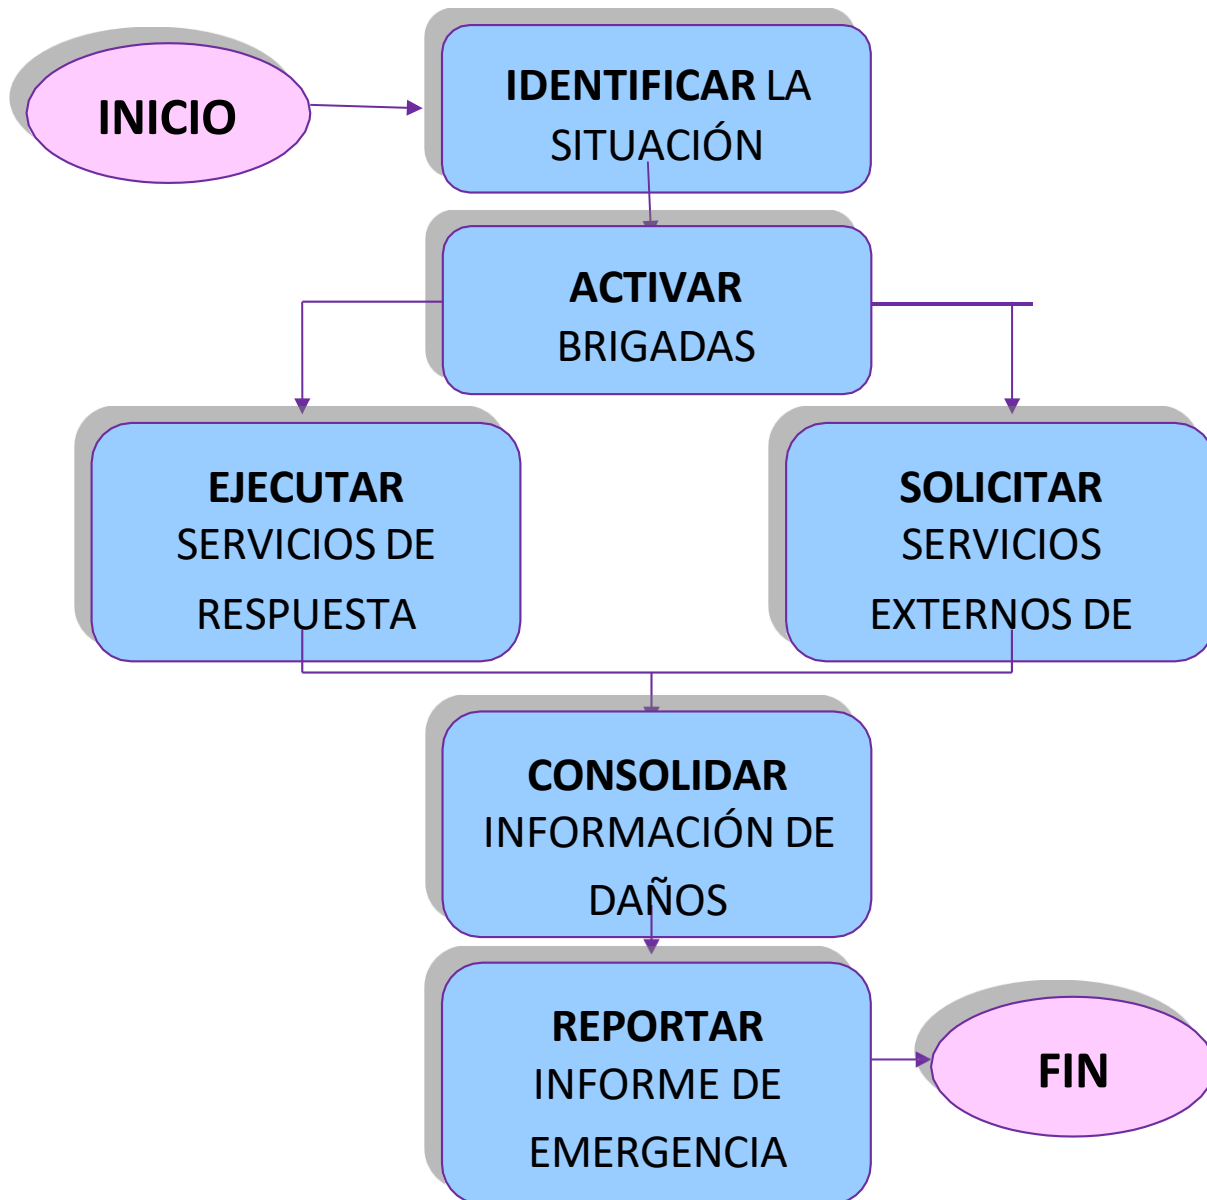 INICIO
IDENTIFICAR LA
SITUACIÓN
ACTIVAR
BRIGADAS
EJECUTAR
SERVICIOS DE
RESPUESTA
SOLICITAR
SERVICIOS
EXTERNOS DE
CONSOLIDAR
INFORMACIÓN DE
DAÑOS
REPORTAR
INFORME DE
EMERGENCIA
FIN